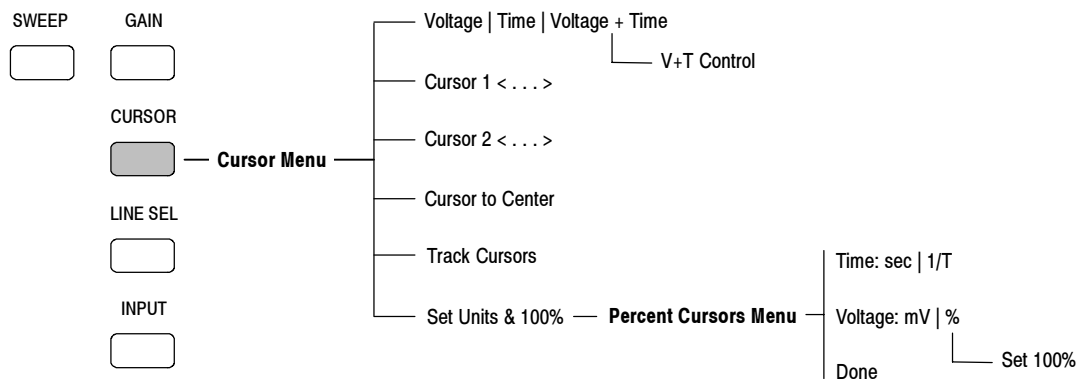 SWEEP GAIN
CURSOR
LINE SEL
INPUT
Cursor Menu
Voltage | Time | Voltage + Time
V+T Control
Cursor 1 < . . . >
Cursor 2 < . . . >
Cursor to Center
Track Cursors
Set Units & 100%
Percent Cursors Menu
Time: sec | 1/T
Voltage: mV | %
Set 100%
Done